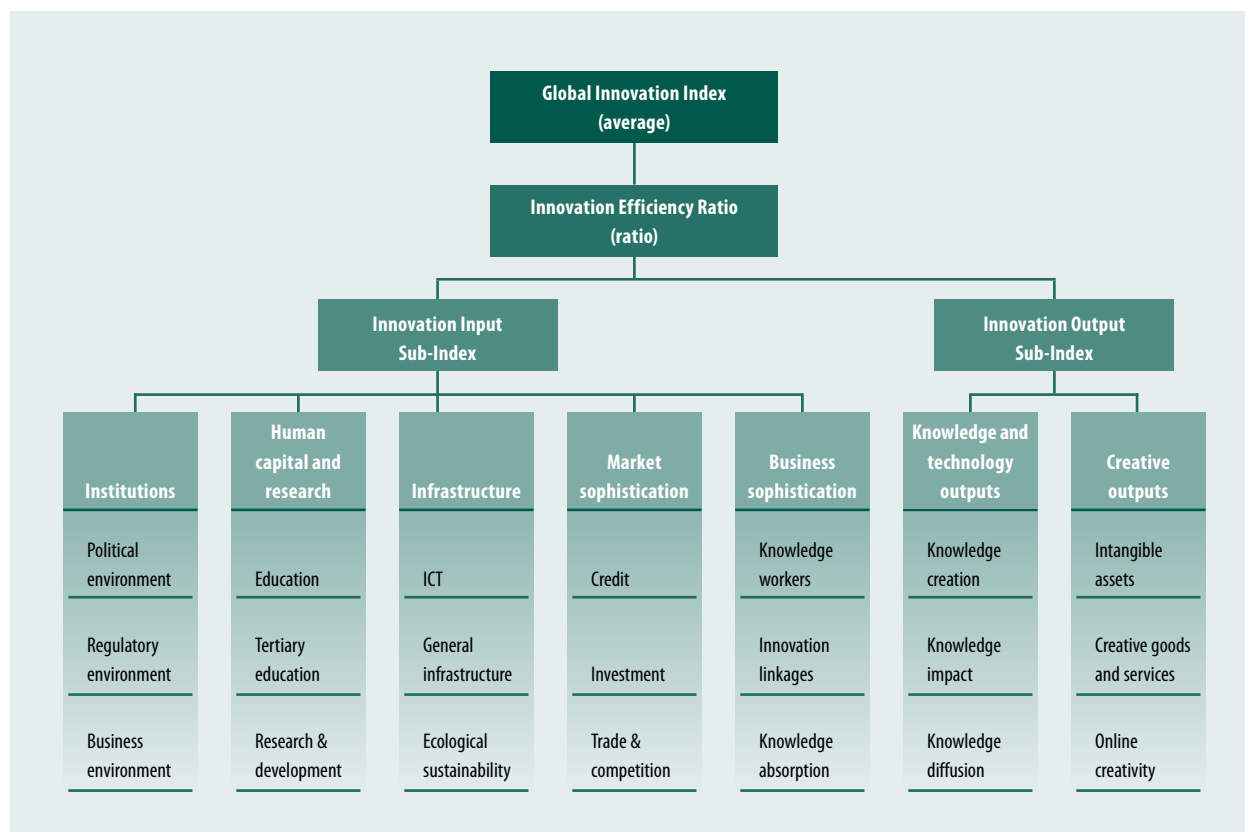 Global Innovation Index
(average)
Innovation Efficiency Ratio
(ratio)
Innovation Input
Sub-Index
Innovation Output
Sub-Index
Institutions
Human
capital and
research
Infrastructure
Market
sophistication
Business
sophistication
Knowledge and
technology
outputs
Creative
outputs
Political
environment
Education
ICT
Credit
Knowledge
workers
Knowledge
creation
Intangible
assets
Regulatory
environment
Tertiary
education
General
infrastructure
Investment
Innovation
linkages
Knowledge
impact
Creative goods
and services
Business
environment
Research &
development
Ecological
sustainability
Trade &
competition
Knowledge
absorption
Knowledge
diffusion
Online
creativity